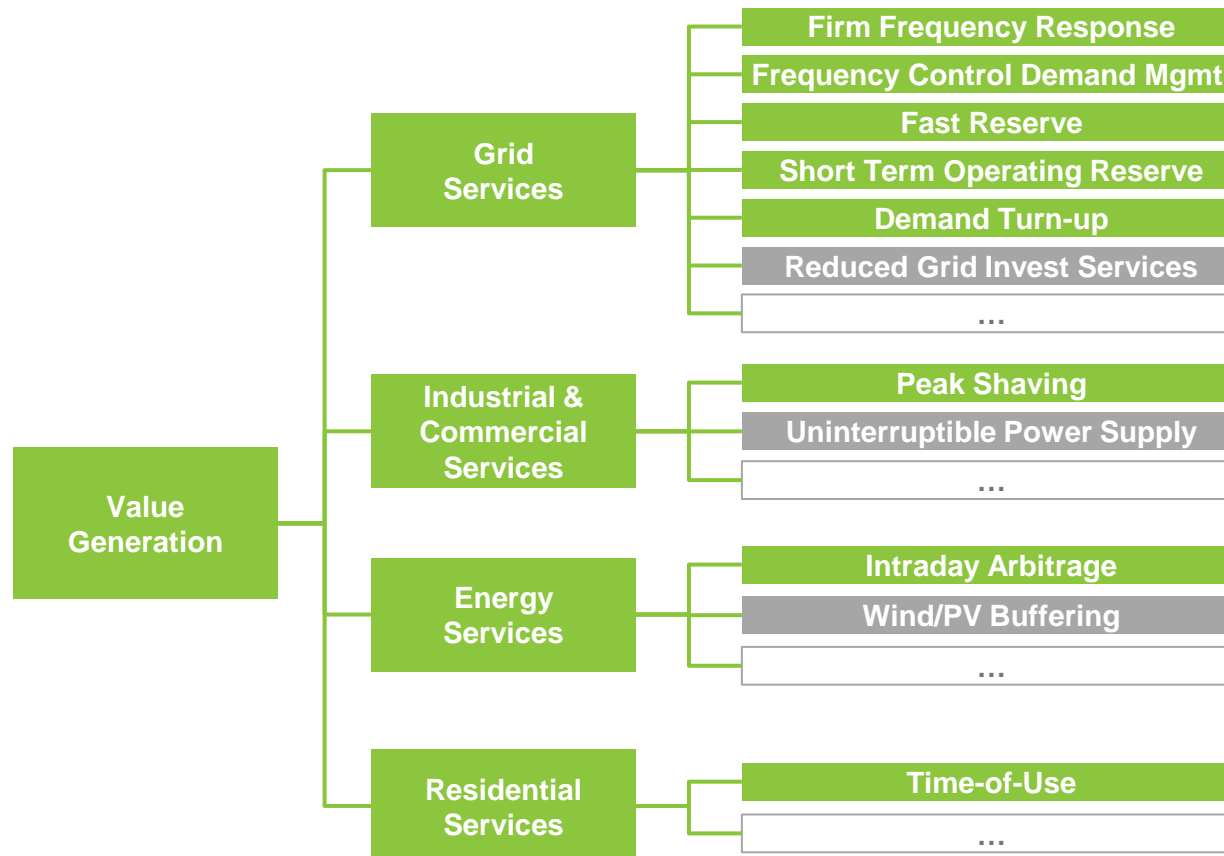 Value
Generation
Grid
Services
Firm Frequency Response
Frequency Control Demand Mgmt
Fast Reserve
Short Term Operating Reserve
Demand Turn-up
Reduced Grid Invest Services
...
Industrial &
Commercial
Services
Peak Shaving
Uninterruptible Power Supply
...
Energy
Services
Intraday Arbitrage
Wind/PV Buffering
...
Residential
Services
Time-of-Use
...